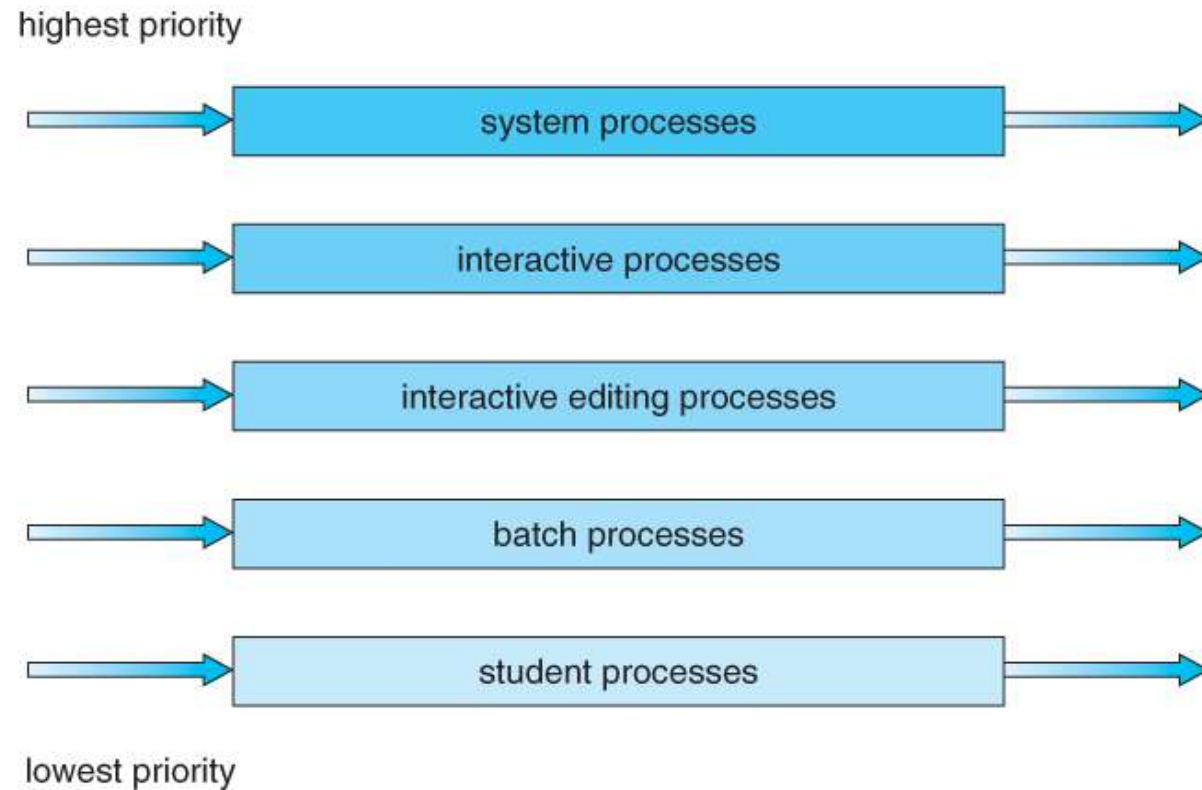 highest priority
system processes
interactive processes
interactive editing processes
batch processes
student processes
lowest priority